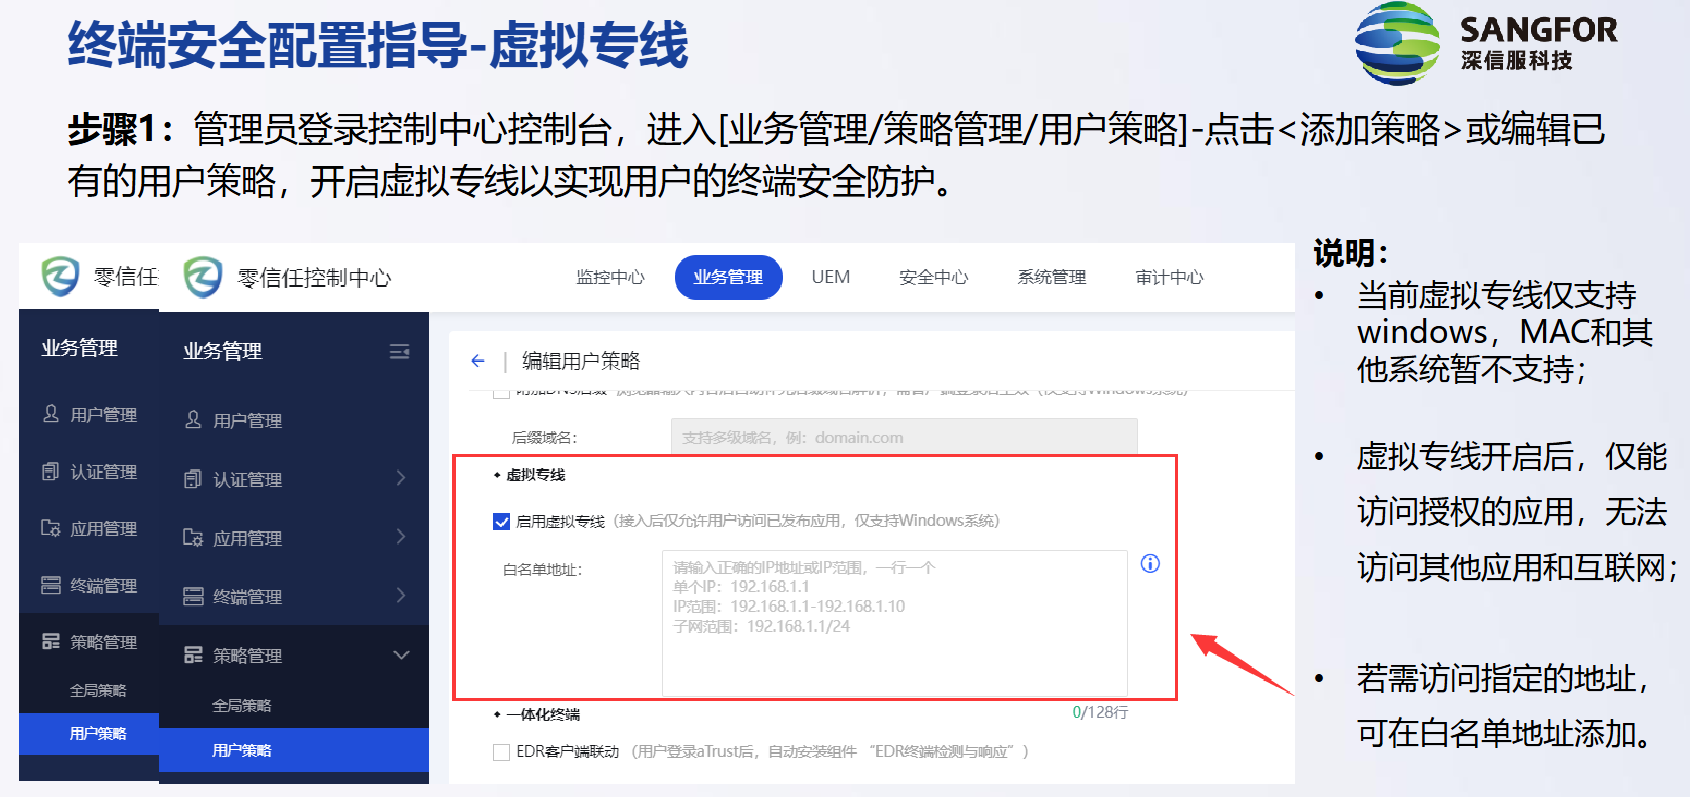 终端安全配置指导-虚拟专线
SANGFOR
深信服科技
步骤1：管理员登录控制中心控制台，进入[业务管理/策略管理/用户策略]-点击<添加策略>或编辑已
有的用户策略，开启虚拟专线以实现用户的终端安全防护。
零信任
业务管理
用户管理
认证管理
应用管理
终端管理
策略管理
全局策略
用户策略
零信任控制中心
监控中心 业务管理 UEM 安全中心 系统管理 审计中心
业务管理
用户管理
认证管理
应用管理
终端管理
策略管理
全局策略
用户策略
编辑用户策略
后缀域名：
支持多级域名，例：domain.com
虚拟专线
启用虚拟专线（接入后仅允许用户访问已发布应用，仅支持Windows系统）
白名单地址：
请输入正确的IP地址或IP范围，一行一个
单个IP：192.168.1.1
IP范围：192.168.1.1-192.168.1.10
子网范围：192.168.1.1/24
0/128行
一体化终端
EDR客户端联动（用户登录aTrust后，自动安装组件 “EDR终端检测与响应” ）
说明：
• 当前虚拟专线仅支持
windows，MAC和其
他系统暂不支持；
• 虚拟专线开启后，仅能
访问授权的应用，无法
访问其他应用和互联网；
• 若需访问指定的地址，
可在白名单地址添加。